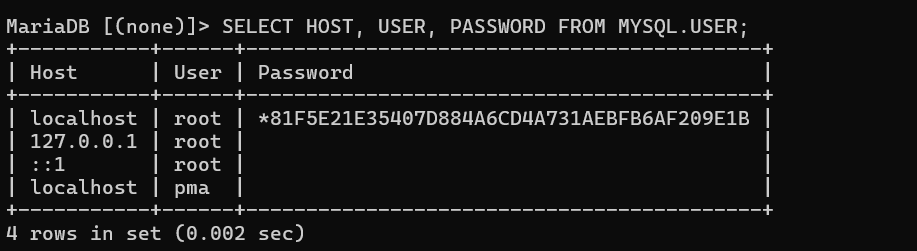 MariaDB [(none)]> SELECT HOST, USER, PASSWORD FROM MYSQL.USER;
+-----------+------+-------------------------------------------+
| Host      | User | Password                                  |
+-----------+------+-------------------------------------------+
| localhost | root | *81F5E21E35407D884A6CD4A731AEBFB6AF209E1B |
| 127.0.0.1 | root |                                           |
| ::1       | root |                                           |
| localhost | pma  |                                           |
+-----------+------+-------------------------------------------+
4 rows in set (0.002 sec)